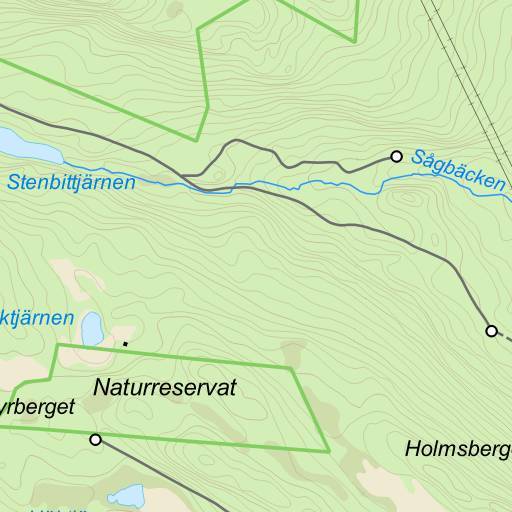 Sågbäcken
Stenbittjärnen
ktjärnen
Naturreservat
yrberget
Holmsberge